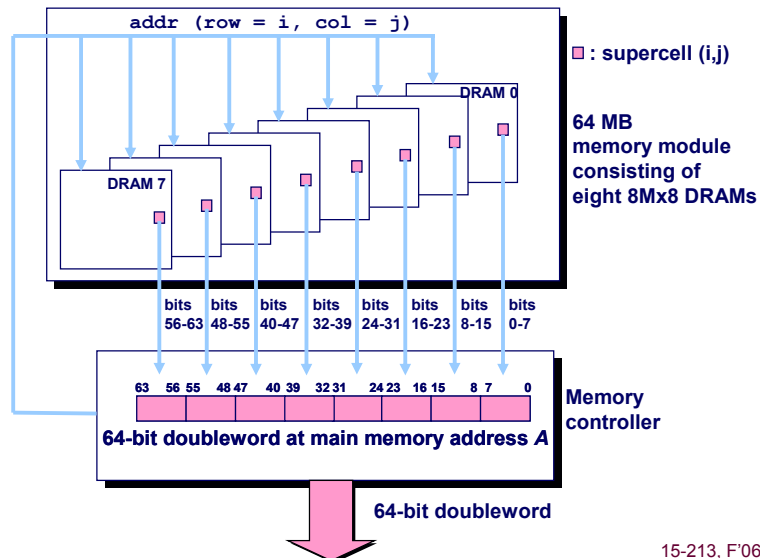 addr (row = i, col = j)
: supercell (i,j)
DRAM 0
64 MB
memory module
consisting of
eight 8Mx8 DRAMs
DRAM 7
bits bits bits bits bits bits bits bits
56-63 48-55 40-47 32-39 24-31 16-23 8-15 0-7
63 56 55 48 47 40 39 32 31 24 23 16 15 8 7 0
64-bit doubleword at main memory address A
Memory
controller
64-bit doubleword
15-213, F'06